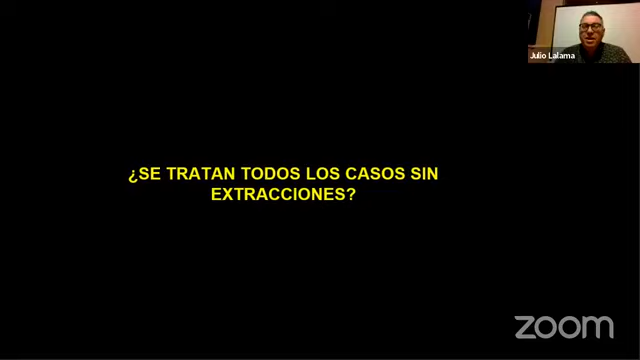 Julio Lalama
¿SE TRATAN TODOS LOS CASOS SIN
EXTRACCIONES?
zoom